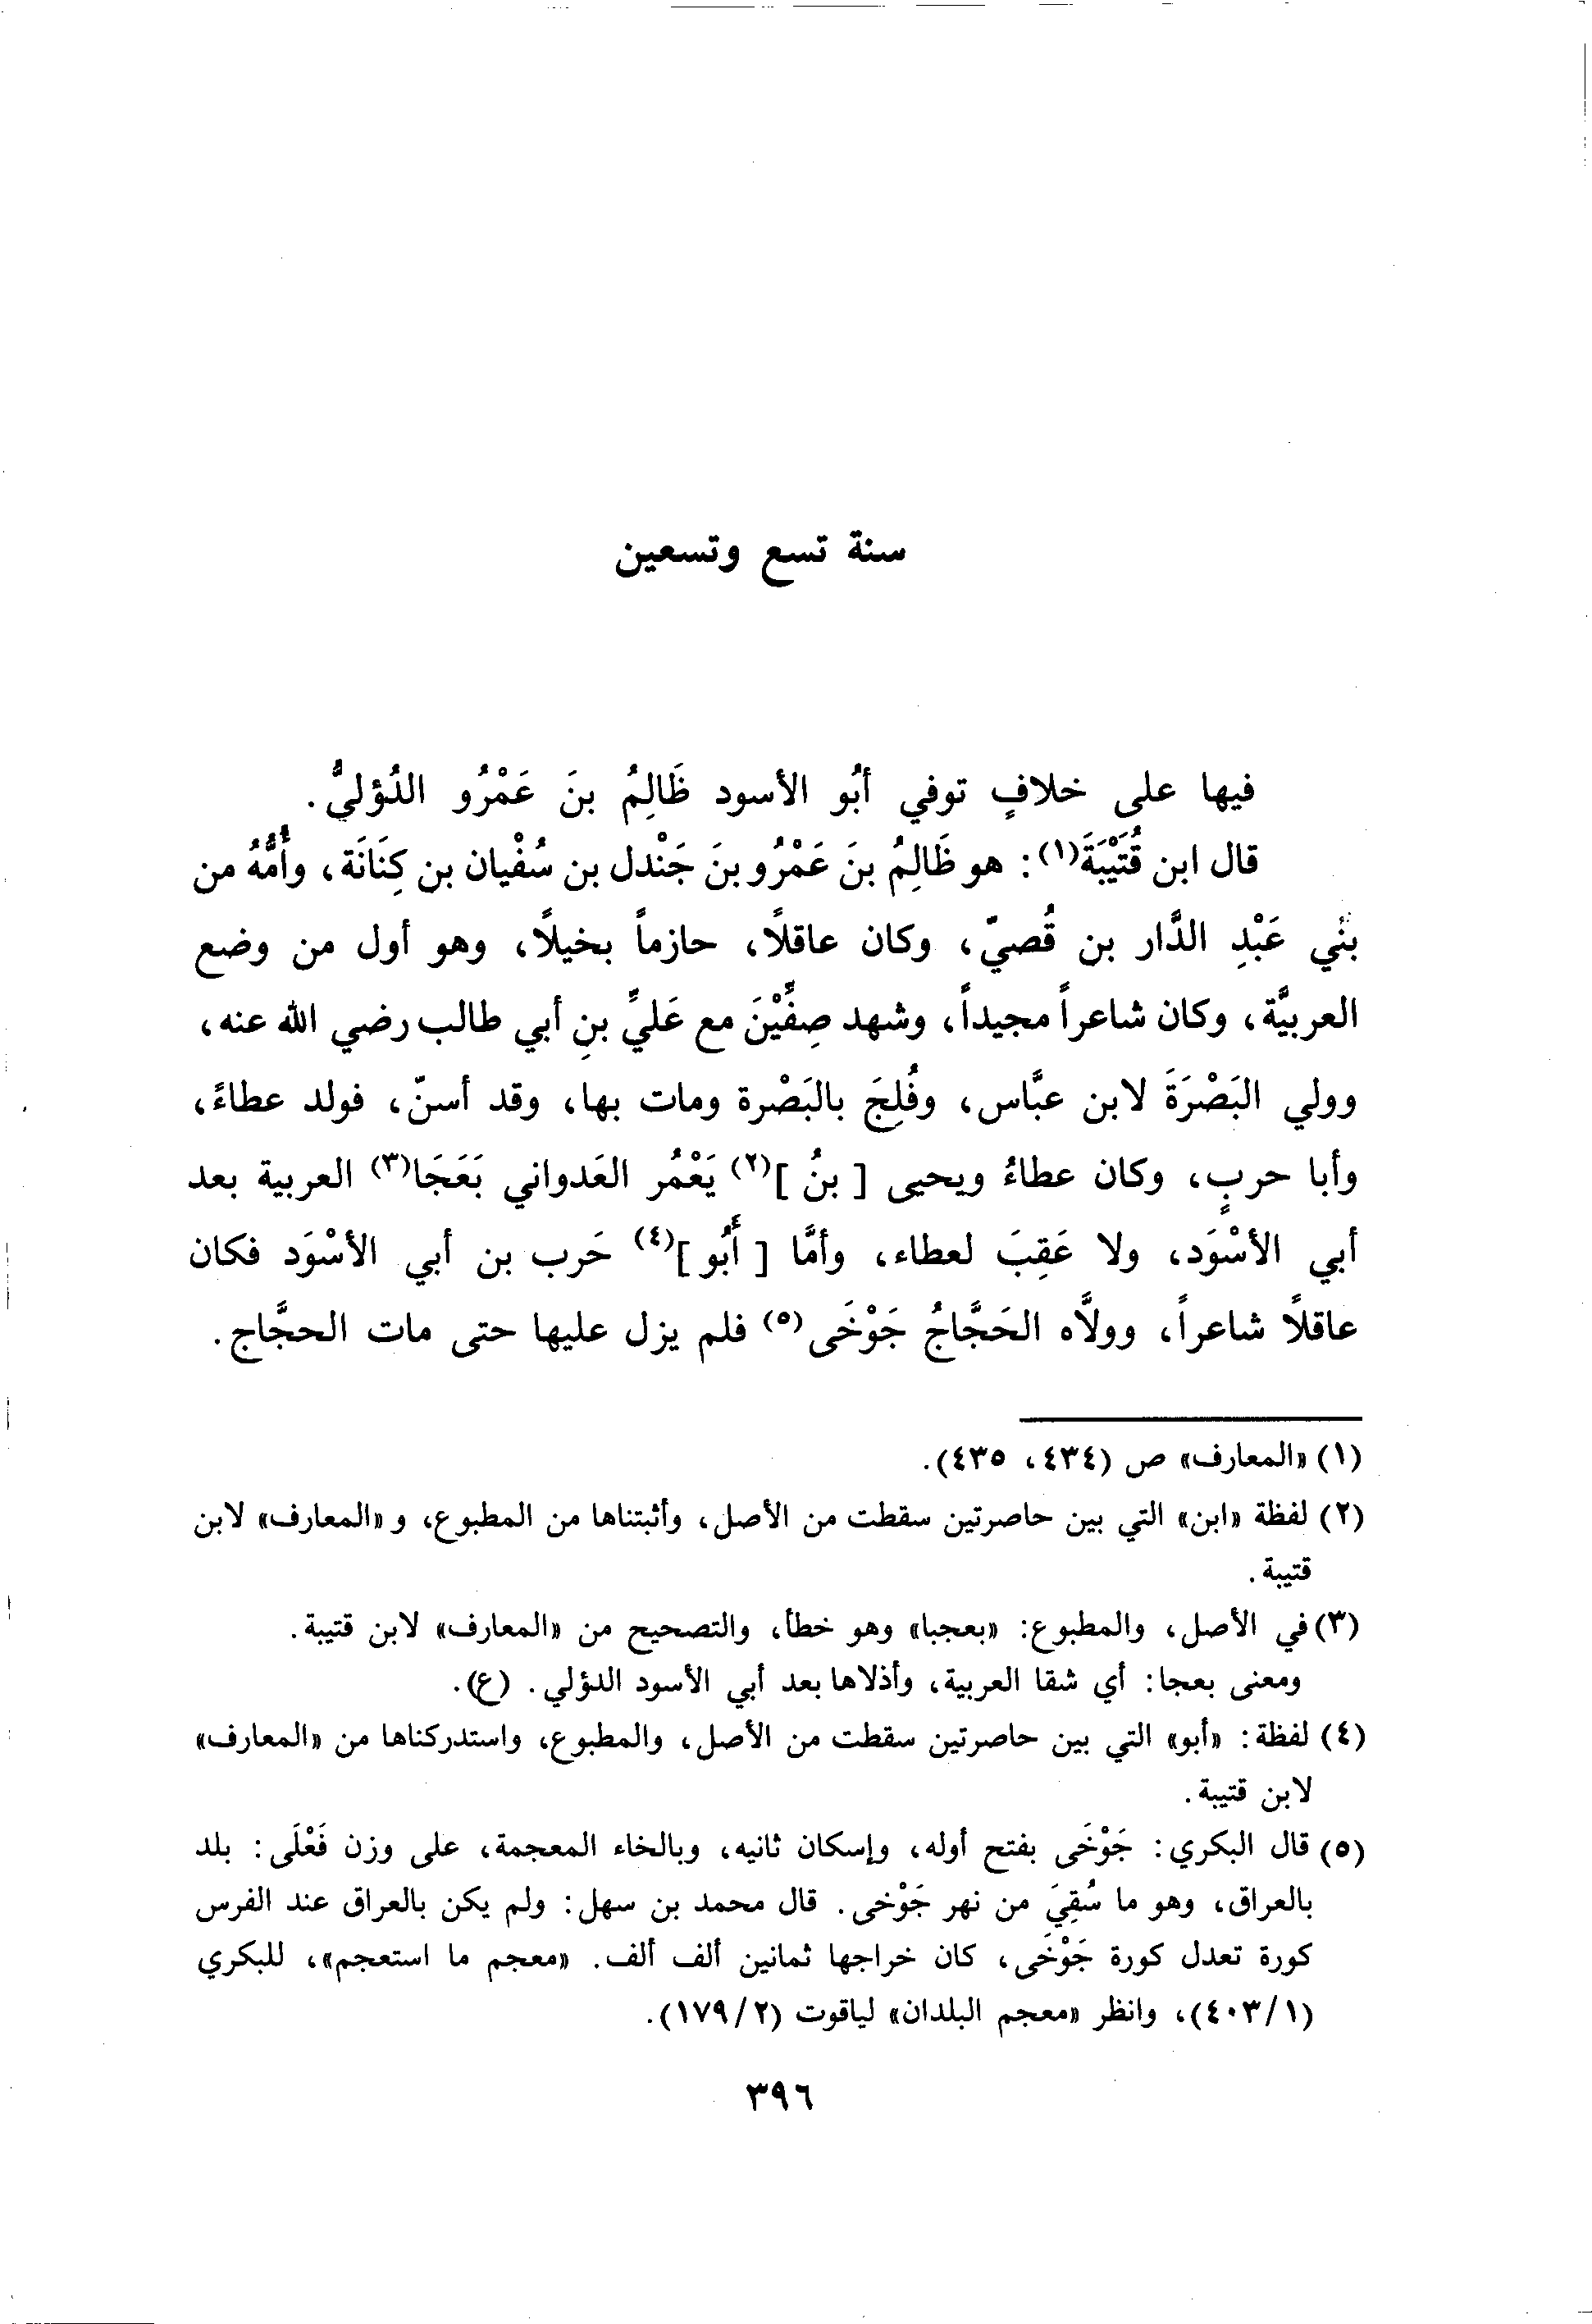 سنة تسع وتسعين
فيها على خلافٍ توفي أبُو الأسود ظَالِمُ بنَ عَمْرُو الدُؤليُّ.
قال ابن قُتَيْبَةَ(١): هو ظَالِمُ بنَ عَمْرُو بنَ جَنْدل بن سُفْيان بن كِنَانَة، وأُمُّهُ من
بنُي عَبْدِ الدَّار بن قُصيّ، وكان عاقلًا، حازماً بخيلًا، وهو أول من وضع
العربيَّة، وكان شاعراً مجيداً، وشهد صِفَّيْنَ مع عَليِّ بنِ أبي طالب رضي الله عنه،
وولي البَصْرَةَ لابن عبَّاس، وفُلِجَ بالبَصْرة ومات بها، وقد أسنّ، فولد عطاءً،
وأبا حربٍ، وكان عطاءُ ويحيى [ بنُ ](٢) يَعْمُر العَدواني بَعَجَا(٣) العربية بعد
أبي الأسْوَد، ولا عَقِبَ لعطاء، وأمَّا [ أَبُو ](٤) حَرب بن أبي الأسْوَد فكان
عاقلًا شاعراً، وولَّاه الحَجَّاجُ جَوْخَى(٥) فلم يزل عليها حتى مات الحجَّاج.
(١) «المعارف» ص (٤٣٤، ٤٣٥).
(٢) لفظة «ابن» التي بين حاصرتين سقطت من الأصل، وأثبتناها من المطبوع، و «المعارف» لابن
قتيبة.
(٣) في الأصل، والمطبوع: «بعجبا» وهو خطأ، والتصحيح من «المعارف» لابن قتيبة.
ومعنى بعجا: أي شقا العربية، وأذلاها بعد أبي الأسود الدؤلي. (ع).
(٤) لفظة: «أبو» التي بين حاصرتين سقطت من الأصل، والمطبوع، واستدركناها من «المعارف»
لابن قتيبة.
(٥) قال البكري: جَوْخَى بفتح أوله، وإسكان ثانيه، وبالخاء المعجمة، على وزن فَعْلَى: بلد
بالعراق، وهو ما سُقِيَ من نهر جَوْخى. قال محمد بن سهل: ولم يكن بالعراق عند الفرس
كورة تعدل كورة جَوْخَى، كان خراجها ثمانين ألف ألف. «معجم ما استعجم»، للبكري
(٤٠٣/١)، وانظر «معجم البلدان» لياقوت (١٧٩/٢).
٣٩٦